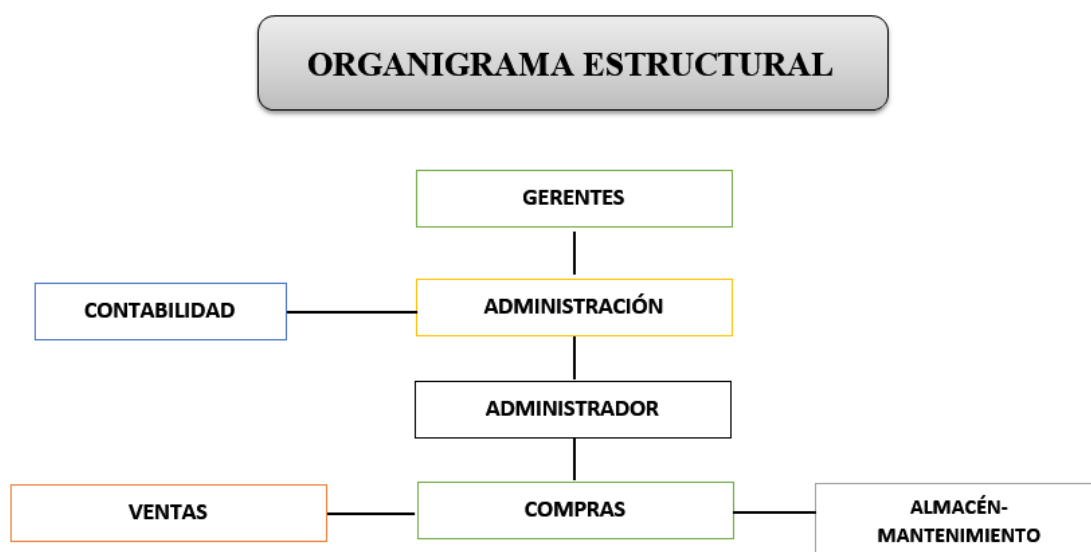 ORGANIGRAMA ESTRUCTURAL
GERENTES
CONTABILIDAD
ADMINISTRACIÓN
ADMINISTRADOR
VENTAS
COMPRAS
ALMACÉN-
MANTENIMIENTO